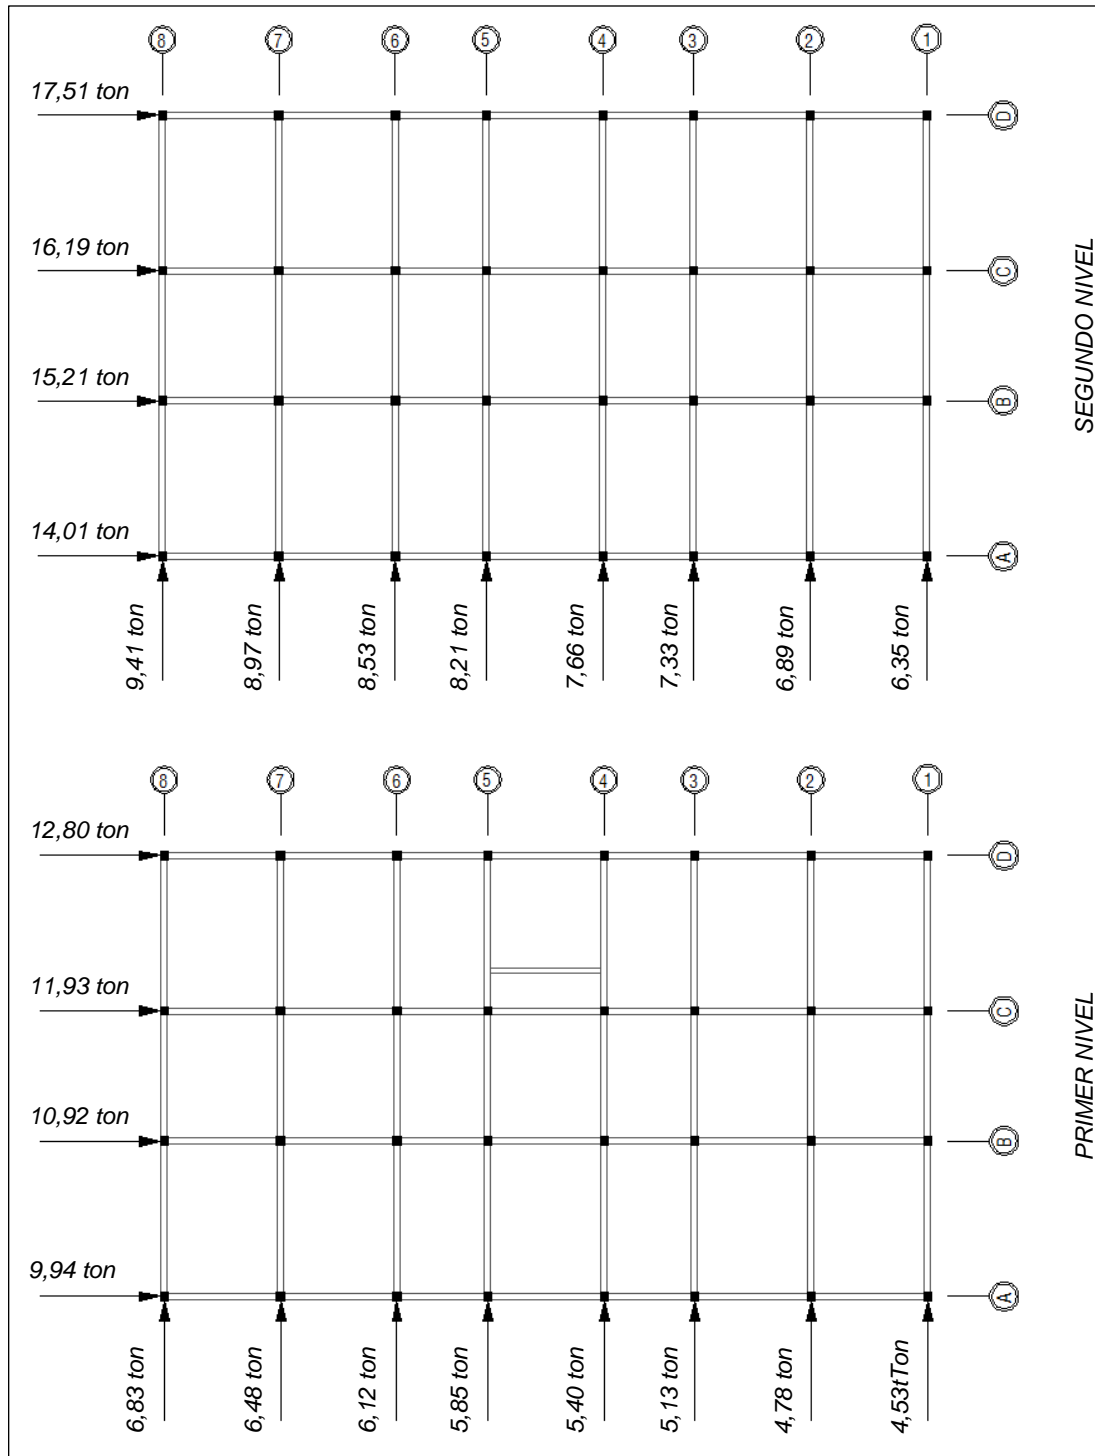 8 7 6 5 4 3 2 1
17,51 ton
D
16,19 ton
C
15,21 ton
B
14,01 ton
A
9,41 ton
8,97 ton
8,53 ton
8,21 ton
7,66 ton
7,33 ton
6,89 ton
6,35 ton
SEGUNDO NIVEL
8 7 6 5 4 3 2 1
12,80 ton
D
11,93 ton
C
10,92 ton
B
9,94 ton
A
6,83 ton
6,48 ton
6,12 ton
5,85 ton
5,40 ton
5,13 ton
4,78 ton
4,53tTon
PRIMER NIVEL